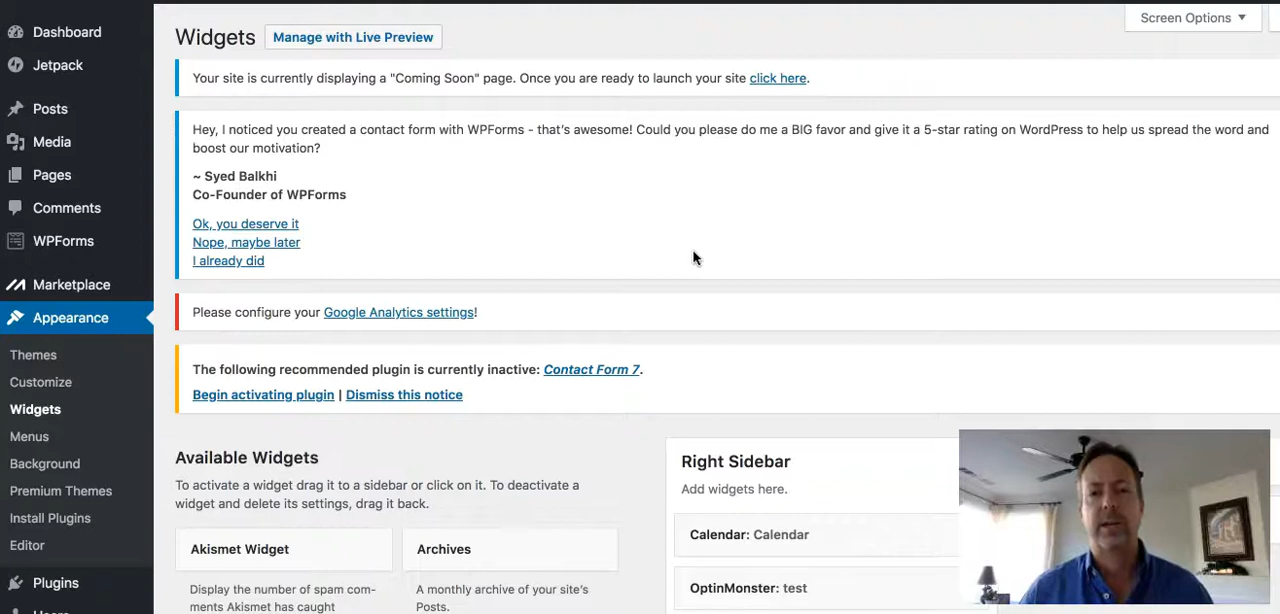 Dashboard
Jetpack
Posts
Media
Pages
Comments
WPForms
Marketplace
Appearance
Themes
Customize
Widgets
Menus
Background
Premium Themes
Install Plugins
Editor
Plugins
Screen Options
Widgets Manage with Live Preview
Your site is currently displaying a "Coming Soon" page. Once you are ready to launch your site click here.
Hey, I noticed you created a contact form with WPForms - that's awesome! Could you please do me a BIG favor and give it a 5-star rating on WordPress to help us spread the word and
boost our motivation?
~ Syed Balkhi
Co-Founder of WPForms
Ok, you deserve it
Nope, maybe later
I already did
Please configure your Google Analytics settings!
The following recommended plugin is currently inactive: Contact Form 7.
Begin activating plugin | Dismiss this notice
Available Widgets
To activate a widget drag it to a sidebar or click on it. To deactivate a
widget and delete its settings, drag it back.
Akismet Widget
Display the number of spam com-
ments Akismet has caught
Archives
A monthly archive of your site's
Posts.
Right Sidebar
Add widgets here.
Calendar: Calendar
OptinMonster: test